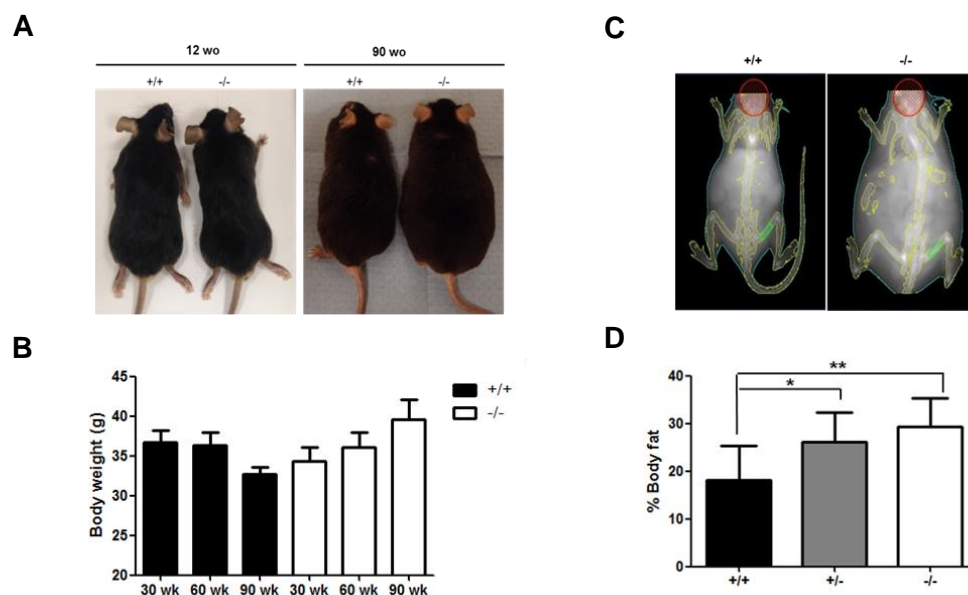 A
12 wo
90 wo
+/+
-/-
+/+
-/-
B
Body weight (g)
45
40
35
30
25
20
30 wk 60 wk 90 wk 30 wk 60 wk 90 wk
+/+
-/-
C
+/+
-/-
D
% Body fat
40
30
20
10
0
*
**
+/+
+/-
-/-